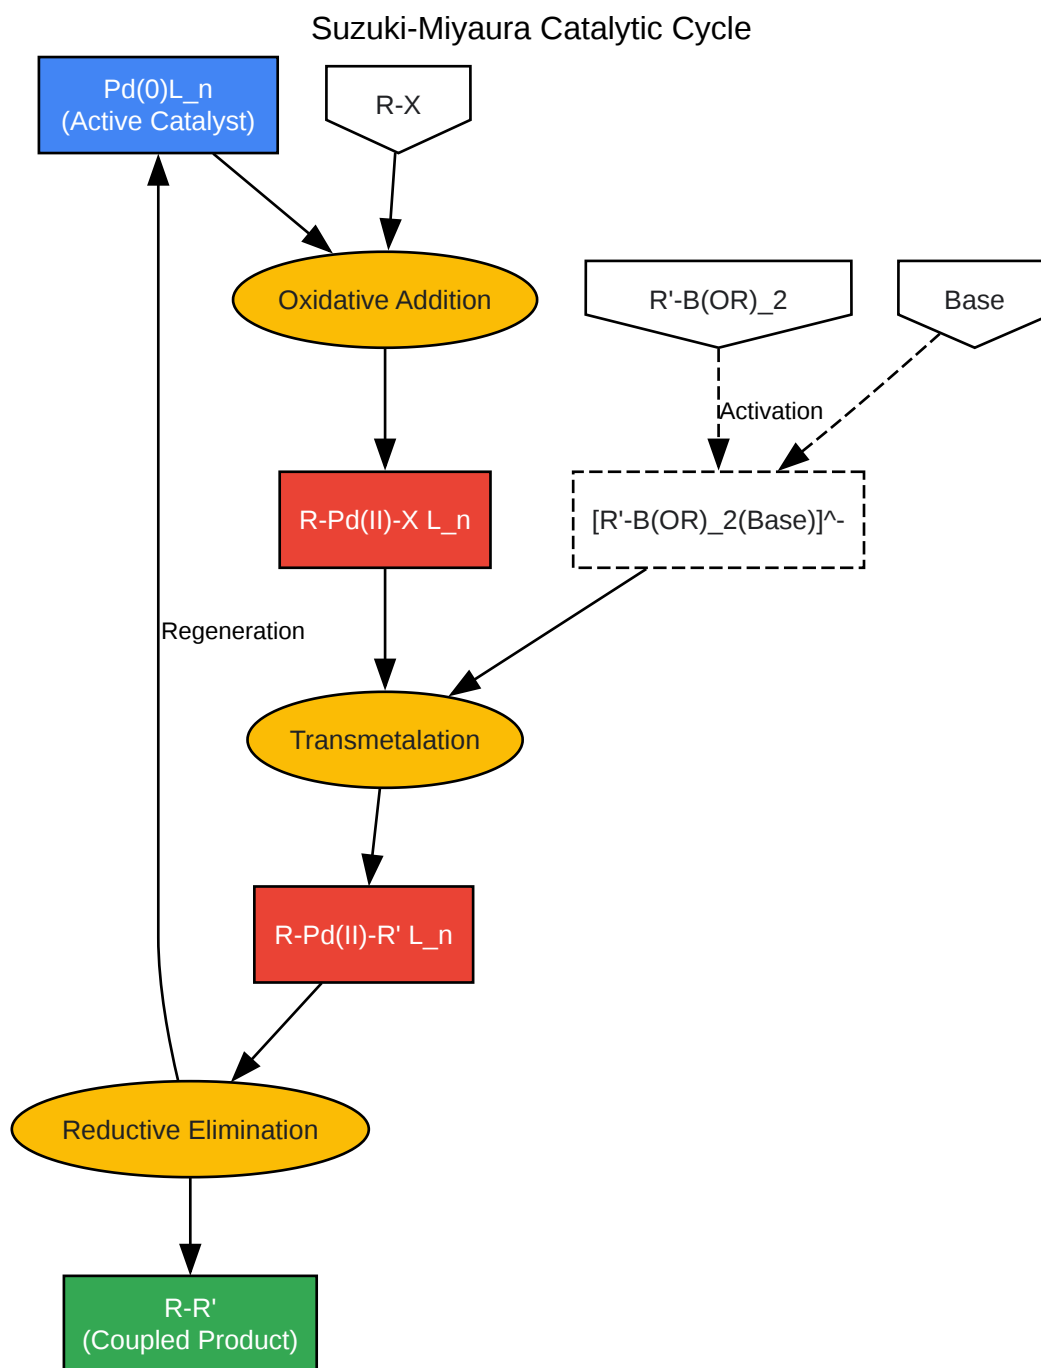 Suzuki-Miyaura Catalytic Cycle
Pd(0)L_n
(Active Catalyst)
R-X
Oxidative Addition
R'-B(OR)_2
Base
Activation
R-Pd(II)-X L_n
[R'-B(OR)_2(Base)]^-
Regeneration
Transmetalation
R-Pd(II)-R' L_n
Reductive Elimination
R-R'
(Coupled Product)